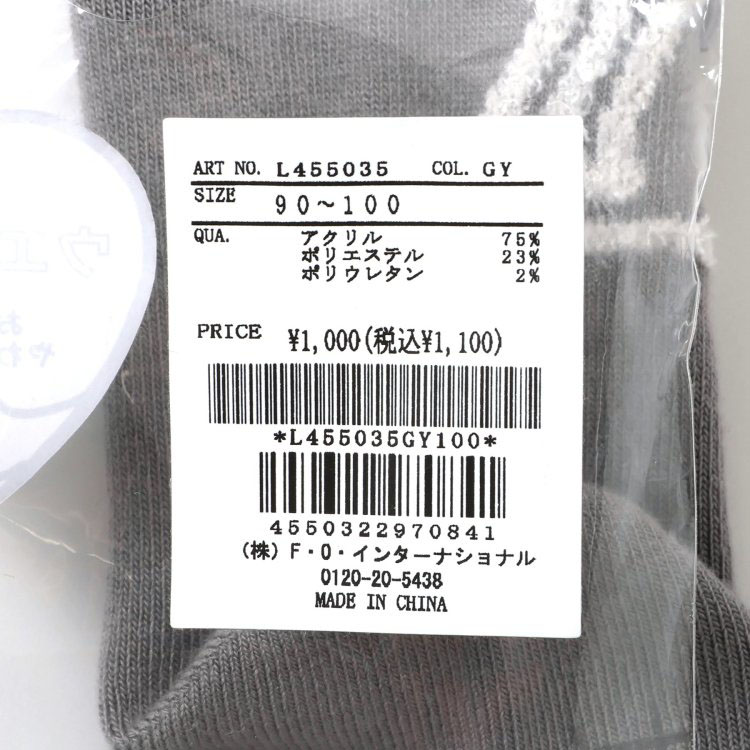 ART NO. L455035 COL. GY
SIZE 90～100
QUA. アクリル 75%
ポリエステル 23%
ポリウレタン 2%
PRICE ¥1,000(税込¥1,100)
*L455035GY100*
4550322970841
(株) F・O・インターナショナル
0120-20-5438
MADE IN CHINA